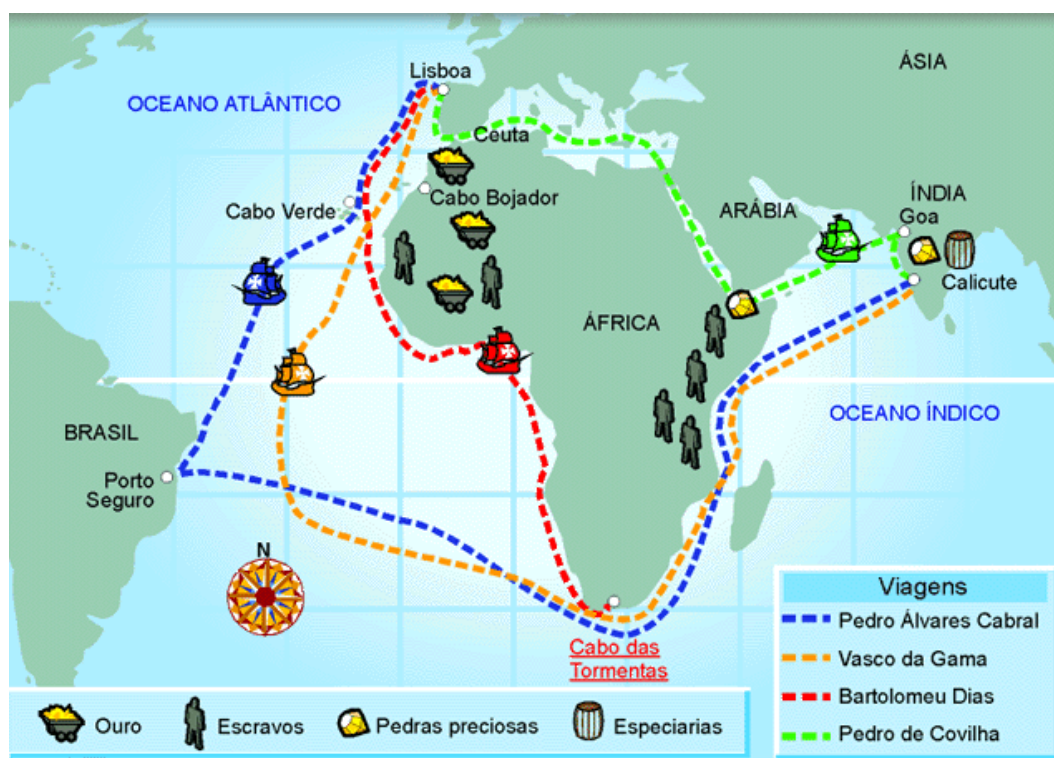 ÁSIA
Lisboa
OCEANO ATLÂNTICO
Ceuta
Cabo Bojador
Cabo Verde
ARÁBIA
ÍNDIA
Goa
Calicute
ÁFRICA
OCEANO ÍNDICO
BRASIL
Porto
Seguro
N
Cabo das
Tormentas
Viagens
Pedro Álvares Cabral
Vasco da Gama
Bartolomeu Dias
Pedro de Covilha
Ouro
Escravos
Pedras preciosas
Especiarias